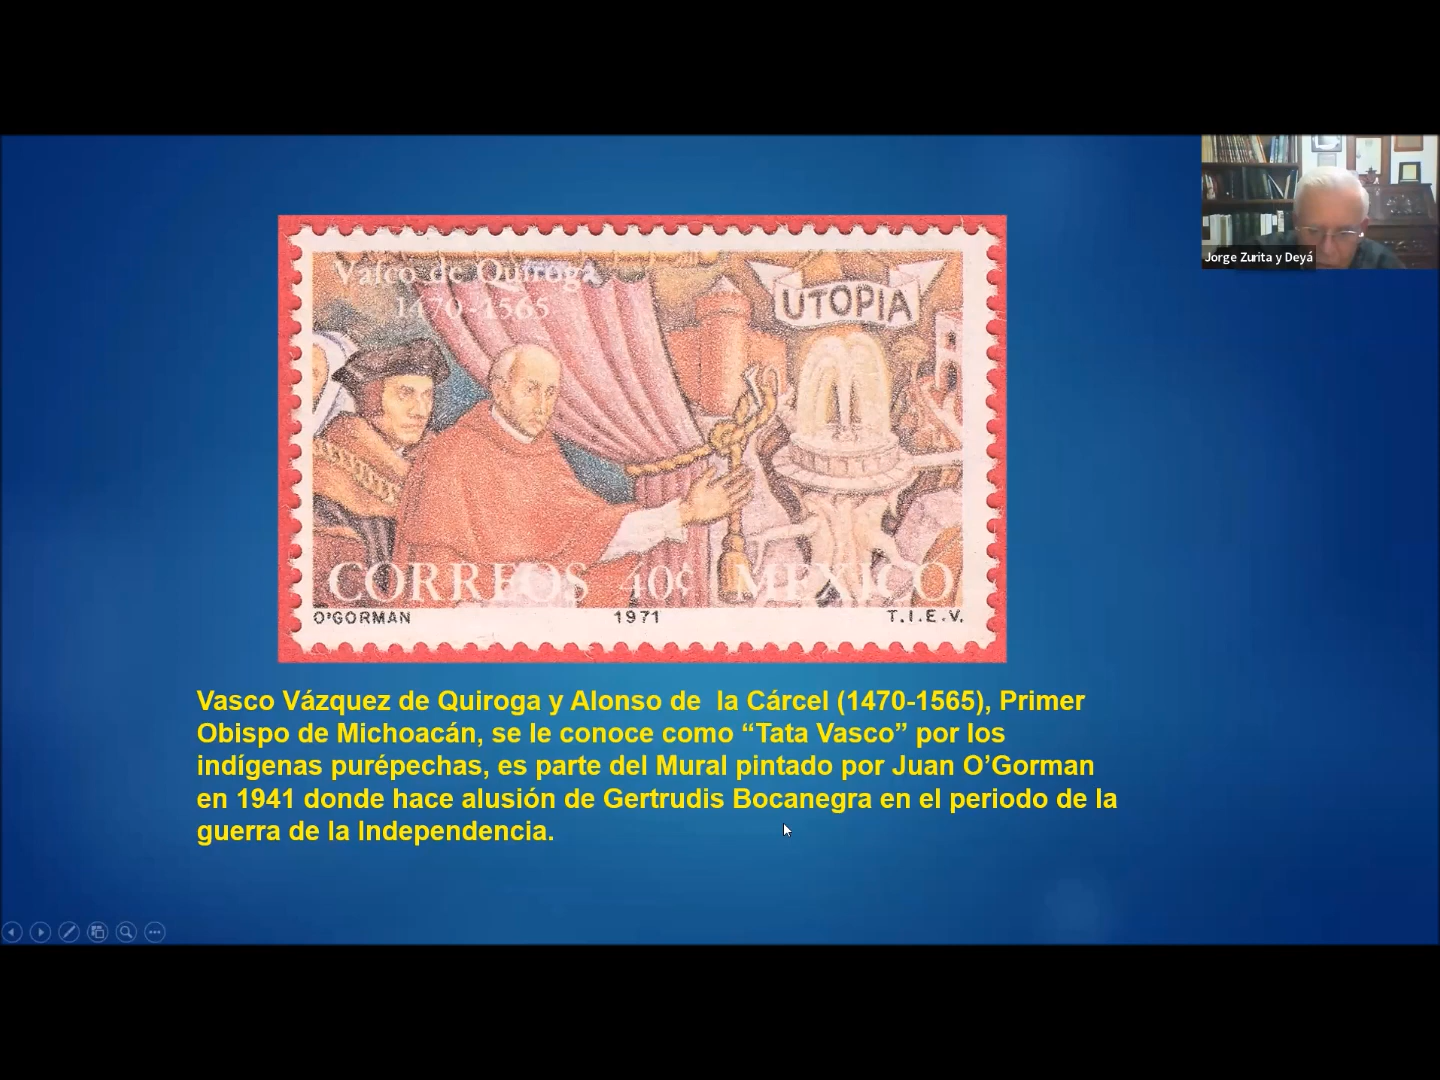 Jorge Zurita y Deyá
Vaſco de Quiroga
1470-1565
UTOPIA
CORREOS 40¢ MEXICO
O'GORMAN 1971 T.I.E.V.
Vasco Vázquez de Quiroga y Alonso de  la Cárcel (1470-1565), Primer
Obispo de Michoacán, se le conoce como “Tata Vasco” por los
indígenas purépechas, es parte del Mural pintado por Juan O’Gorman
en 1941 donde hace alusión de Gertrudis Bocanegra en el periodo de la
guerra de la Independencia.